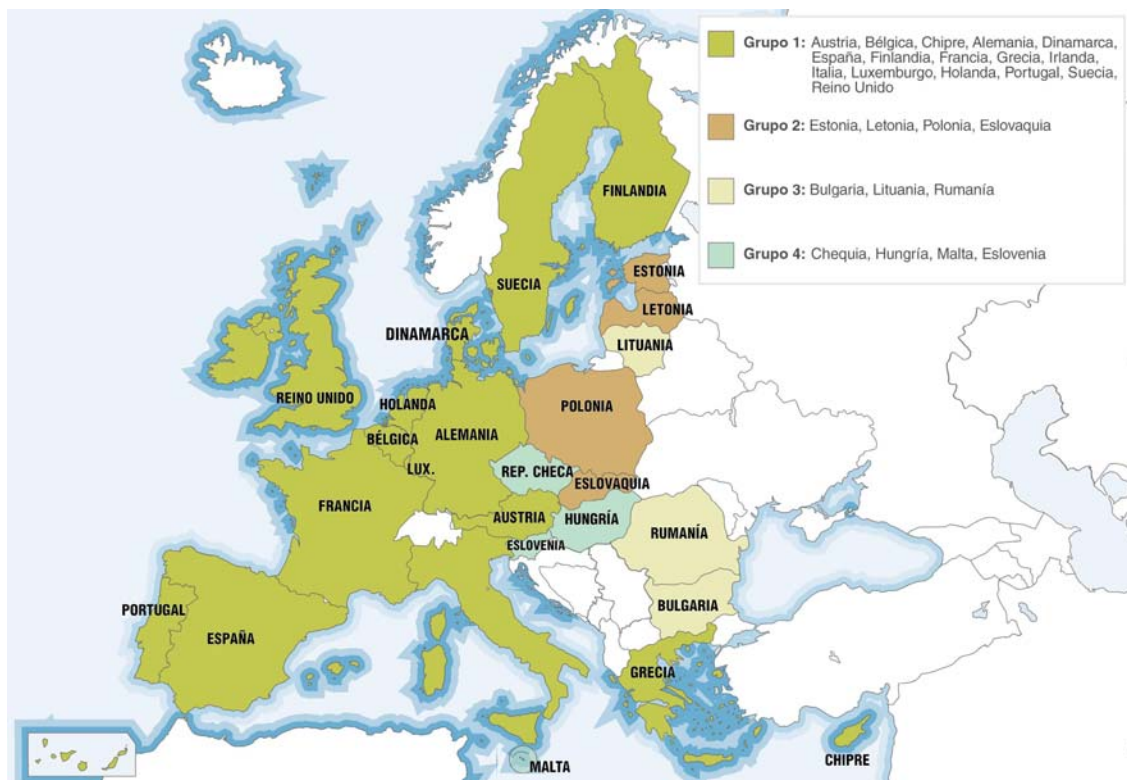 Grupo 1: Austria, Bélgica, Chipre, Alemania, Dinamarca,
España, Finlandia, Francia, Grecia, Irlanda,
Italia, Luxemburgo, Holanda, Portugal, Suecia,
Reino Unido
Grupo 2: Estonia, Letonia, Polonia, Eslovaquia
Grupo 3: Bulgaria, Lituania, Rumanía
Grupo 4: Chequia, Hungría, Malta, Eslovenia
FINLANDIA
SUECIA
ESTONIA
LETONIA
LITUANIA
DINAMARCA
REINO UNIDO
HOLANDA
POLONIA
BÉLGICA
ALEMANIA
LUX.
REP. CHECA
ESLOVAQUIA
FRANCIA
AUSTRIA
HUNGRÍA
ESLOVENIA
RUMANÍA
BULGARIA
PORTUGAL
ESPAÑA
GRECIA
MALTA
CHIPRE